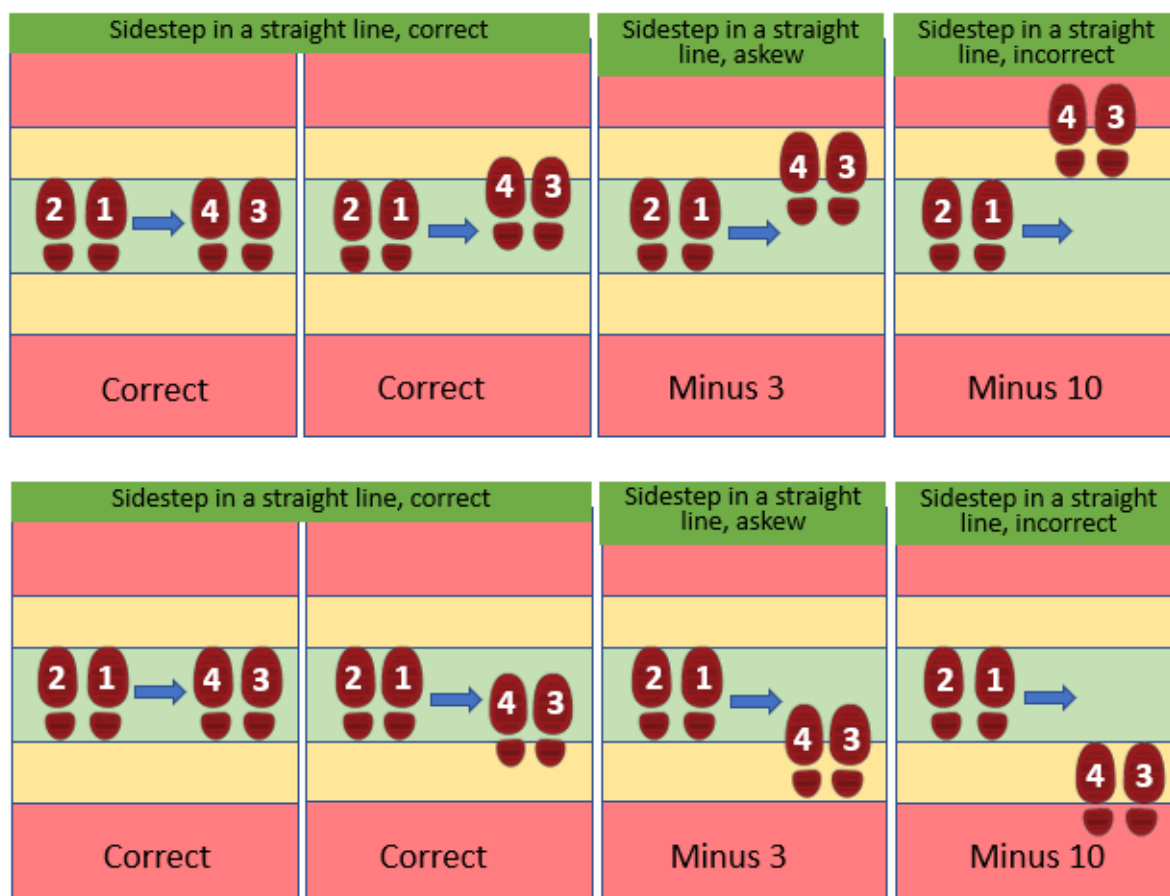 Sidestep in a straight line, correct
Sidestep in a straight
line, askew
Sidestep in a straight
line, incorrect
2 1 4 3
2 1 4 3
2 1 4 3
2 1 4 3
Correct
Correct
Minus 3
Minus 10
Sidestep in a straight line, correct
Sidestep in a straight
line, askew
Sidestep in a straight
line, incorrect
2 1 4 3
2 1 4 3
2 1 4 3
2 1 4 3
Correct
Correct
Minus 3
Minus 10